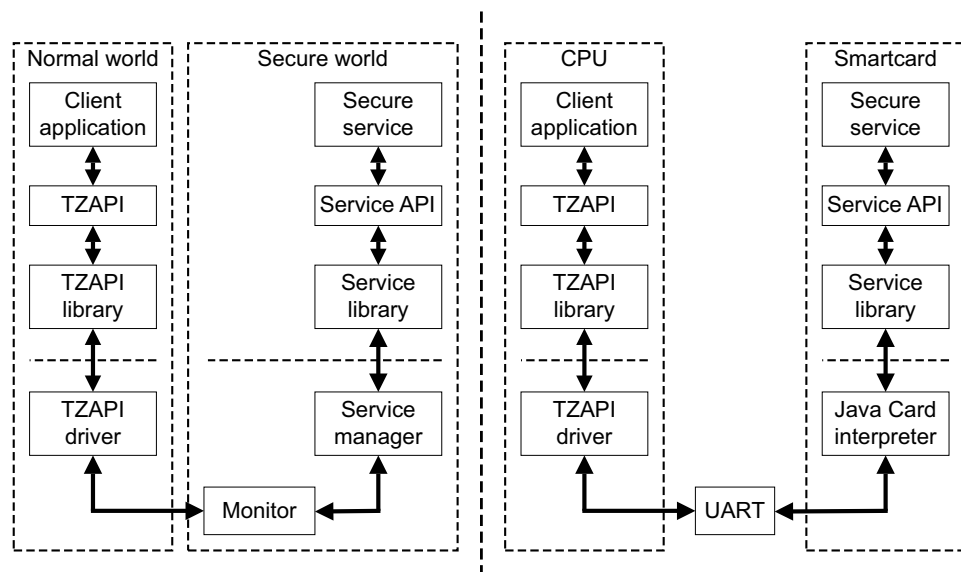 Normal world
Client
application
TZAPI
TZAPI
library
TZAPI
driver
Secure world
Secure
service
Service API
Service
library
Service
manager
Monitor
CPU
Client
application
TZAPI
TZAPI
library
TZAPI
driver
UART
Smartcard
Secure
service
Service API
Service
library
Java Card
interpreter